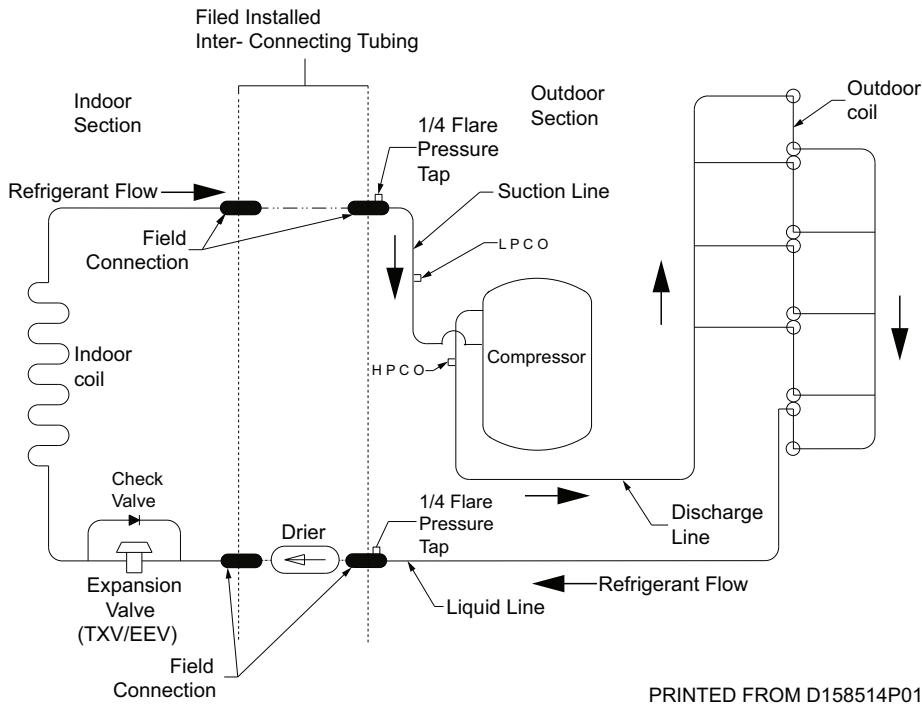 Filed Installed
Inter- Connecting Tubing
Indoor
Section
Outdoor
Section
Outdoor
coil
1/4 Flare
Pressure
Tap
Refrigerant Flow
Suction Line
Field
Connection
L P C O
Indoor
coil
Compressor
H P C O
Check
Valve
Drier
1/4 Flare
Pressure
Tap
Discharge
Line
Expansion
Valve
(TXV/EEV)
Liquid Line
Refrigerant Flow
Field
Connection
PRINTED FROM D158514P01